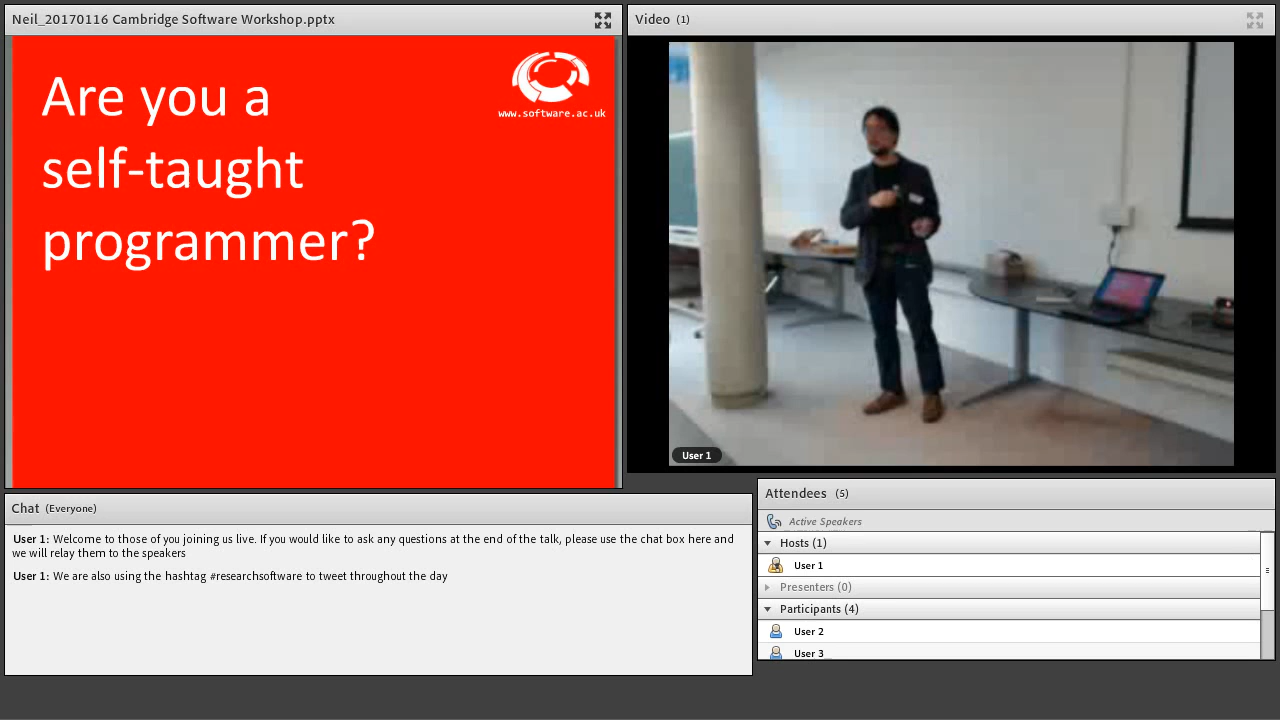 Neil_20170116 Cambridge Software Workshop.pptx
Are you a
self-taught
programmer?
www.software.ac.uk
Video (1)
User 1
Chat (Everyone)
User 1: Welcome to those of you joining us live. If you would like to ask any questions at the end of the talk, please use the chat box here and
we will relay them to the speakers
User 1: We are also using the hashtag #researchsoftware to tweet throughout the day
Attendees (5)
Active Speakers
Hosts (1)
User 1
Presenters (0)
Participants (4)
User 2
User 3